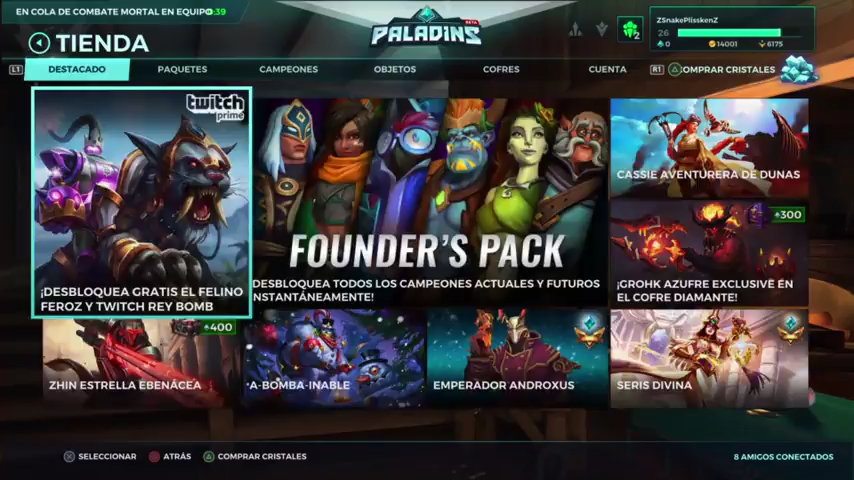 EN COLA DE COMBATE MORTAL EN EQUIPO
:39
TIENDA
PALADINS
BETA
2
ZSnakePlisskenZ
26
0
14001
6175
L1
DESTACADO
PAQUETES
CAMPEONES
OBJETOS
COFRES
CUENTA
R1
COMPRAR CRISTALES
twitch
prime
¡DESBLOQUEA GRATIS EL FELINO
FEROZ Y TWITCH REY BOMB
FOUNDER'S PACK
DESBLOQUEA TODOS LOS CAMPEONES ACTUALES Y FUTUROS
INSTANTÁNEAMENTE!
CASSIE AVENTURERA DE DUNAS
300
¡GROHK AZUFRE EXCLUSIVE EN
EL COFRE DIAMANTE!
400
ZHIN ESTRELLA EBENÁCEA
A-BOMBA-INABLE
EMPERADOR ANDROXUS
SERIS DIVINA
SELECCIONAR
ATRÁS
COMPRAR CRISTALES
8 AMIGOS CONECTADOS